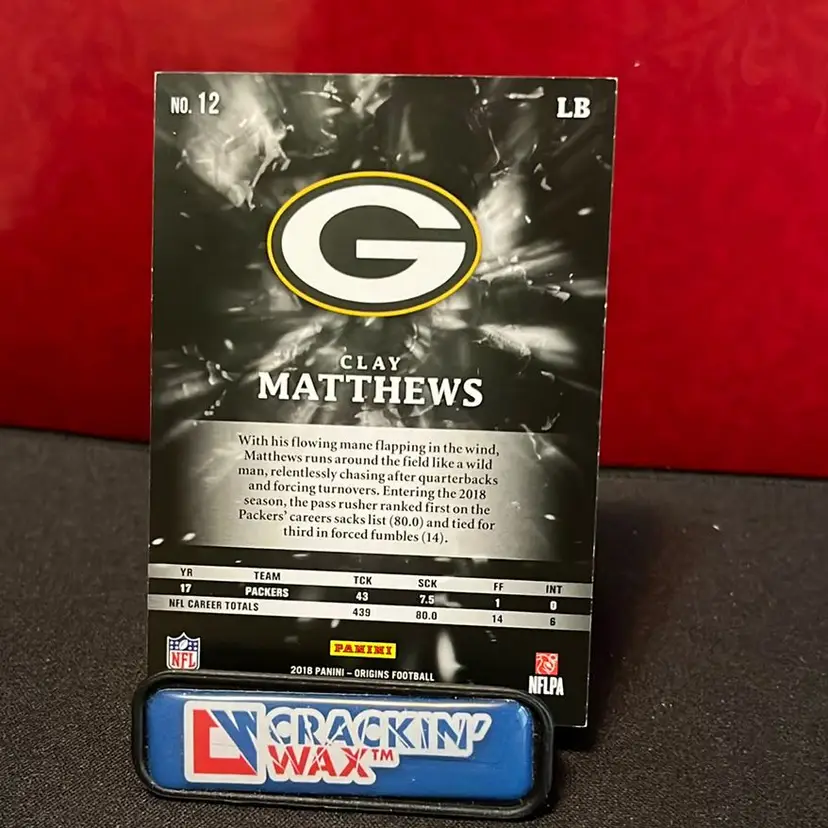 NO. 12
LB
G
CLAY
MATTHEWS
With his flowing mane flapping in the wind,
Matthews runs around the field like a wild
man, relentlessly chasing after quarterbacks
and forcing turnovers. Entering the 2018
season, the pass rusher ranked first on the
Packers' careers sacks list (80.0) and tied for
third in forced fumbles (14).
YR TEAM TCK SCK FF INT
17 PACKERS 43 7.5 1 0
NFL CAREER TOTALS 439 80.0 14 6
NFL
PANINI
2018 PANINI – ORIGINS FOOTBALL
NFLPA
CW CRACKIN'
WAX™